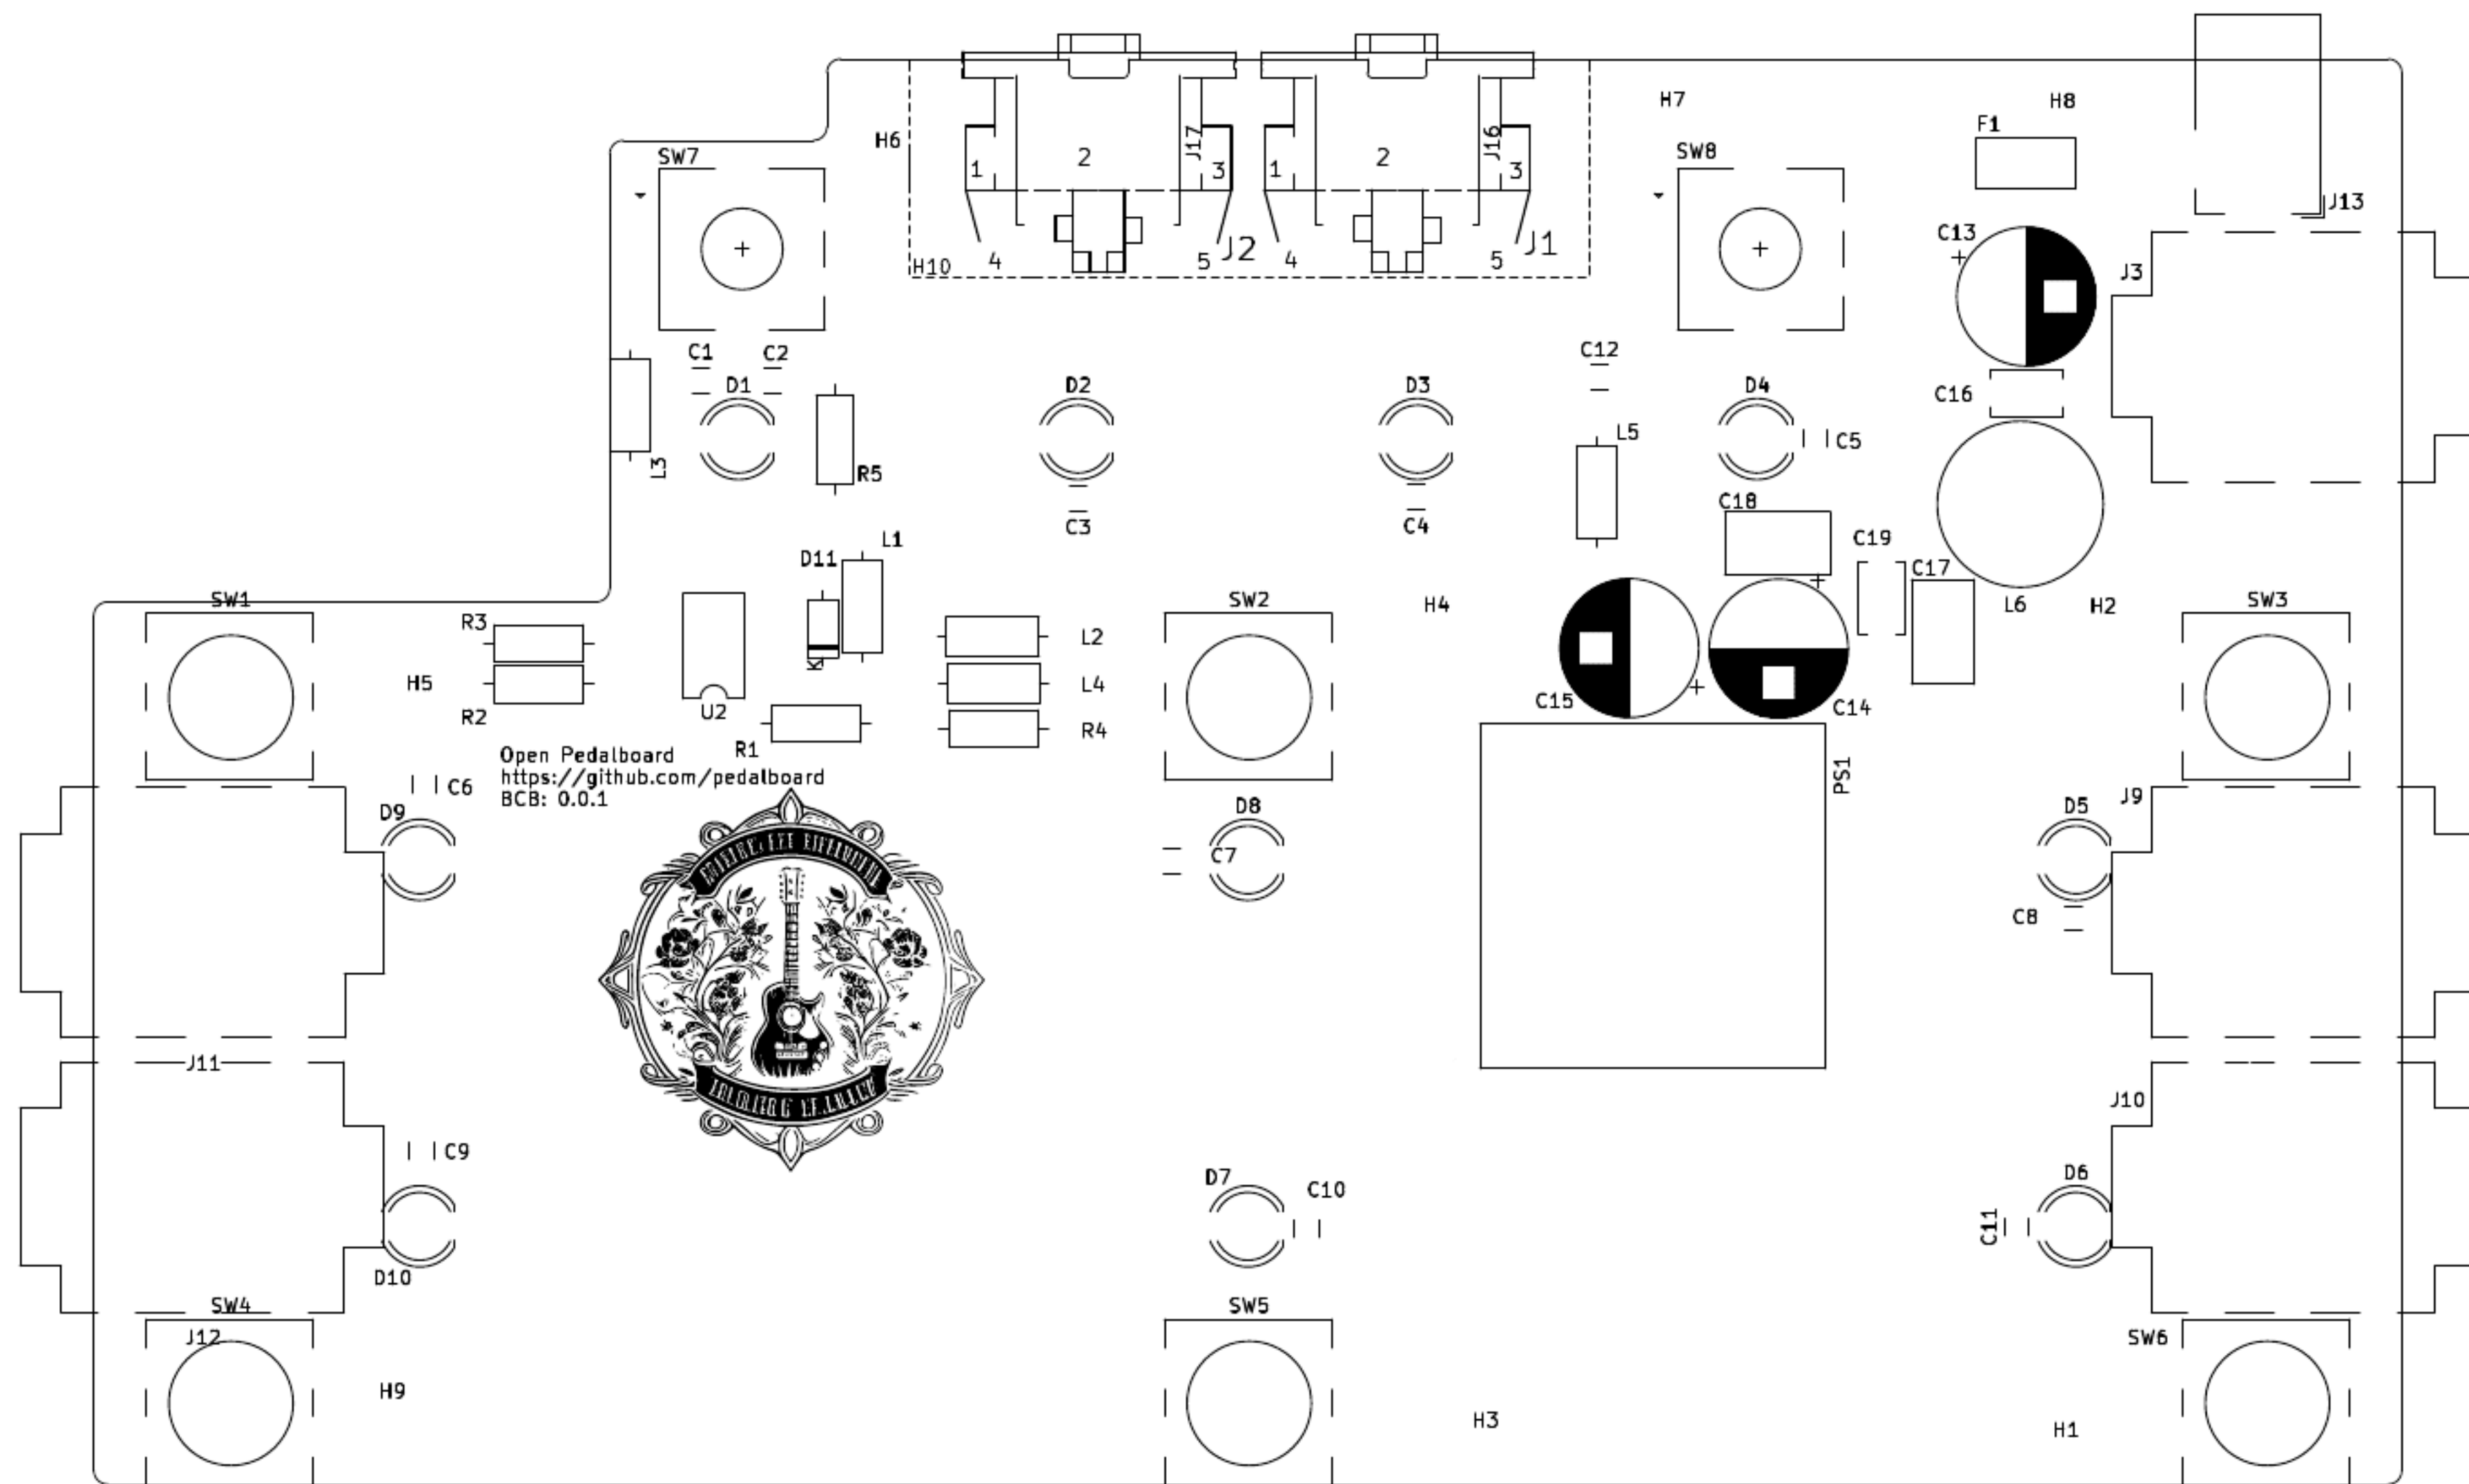 H7
H8
F1
H6
J17
J16
SW7
1
2
3
1
2
3
SW8
J13
C13
+
J2
J1
H10
4
5
4
5
J3
C1
C2
C12
D1
D2
D3
D4
C16
L5
C5
L3
R5
C18
C3
C4
L1
D11
C19
C17
+
SW1
SW2
H4
L6
H2
SW3
R3
L2
K
H5
L4
+
C15
C14
R2
U2
R4
R1
Open Pedalboard
https://github.com/pedalboard
BCB: 0.0.1
PS1
C6
J9
D9
D8
D5
C7
C8
J11
J10
C9
D7
D6
C10
C11
D10
SW4
SW5
J12
SW6
H9
H3
H1